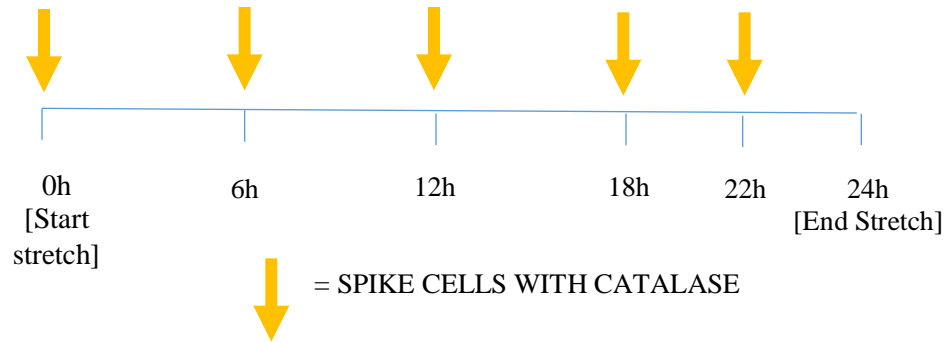 0h 6h 12h 18h 22h 24h
[Start [End Stretch]
stretch]
= SPIKE CELLS WITH CATALASE